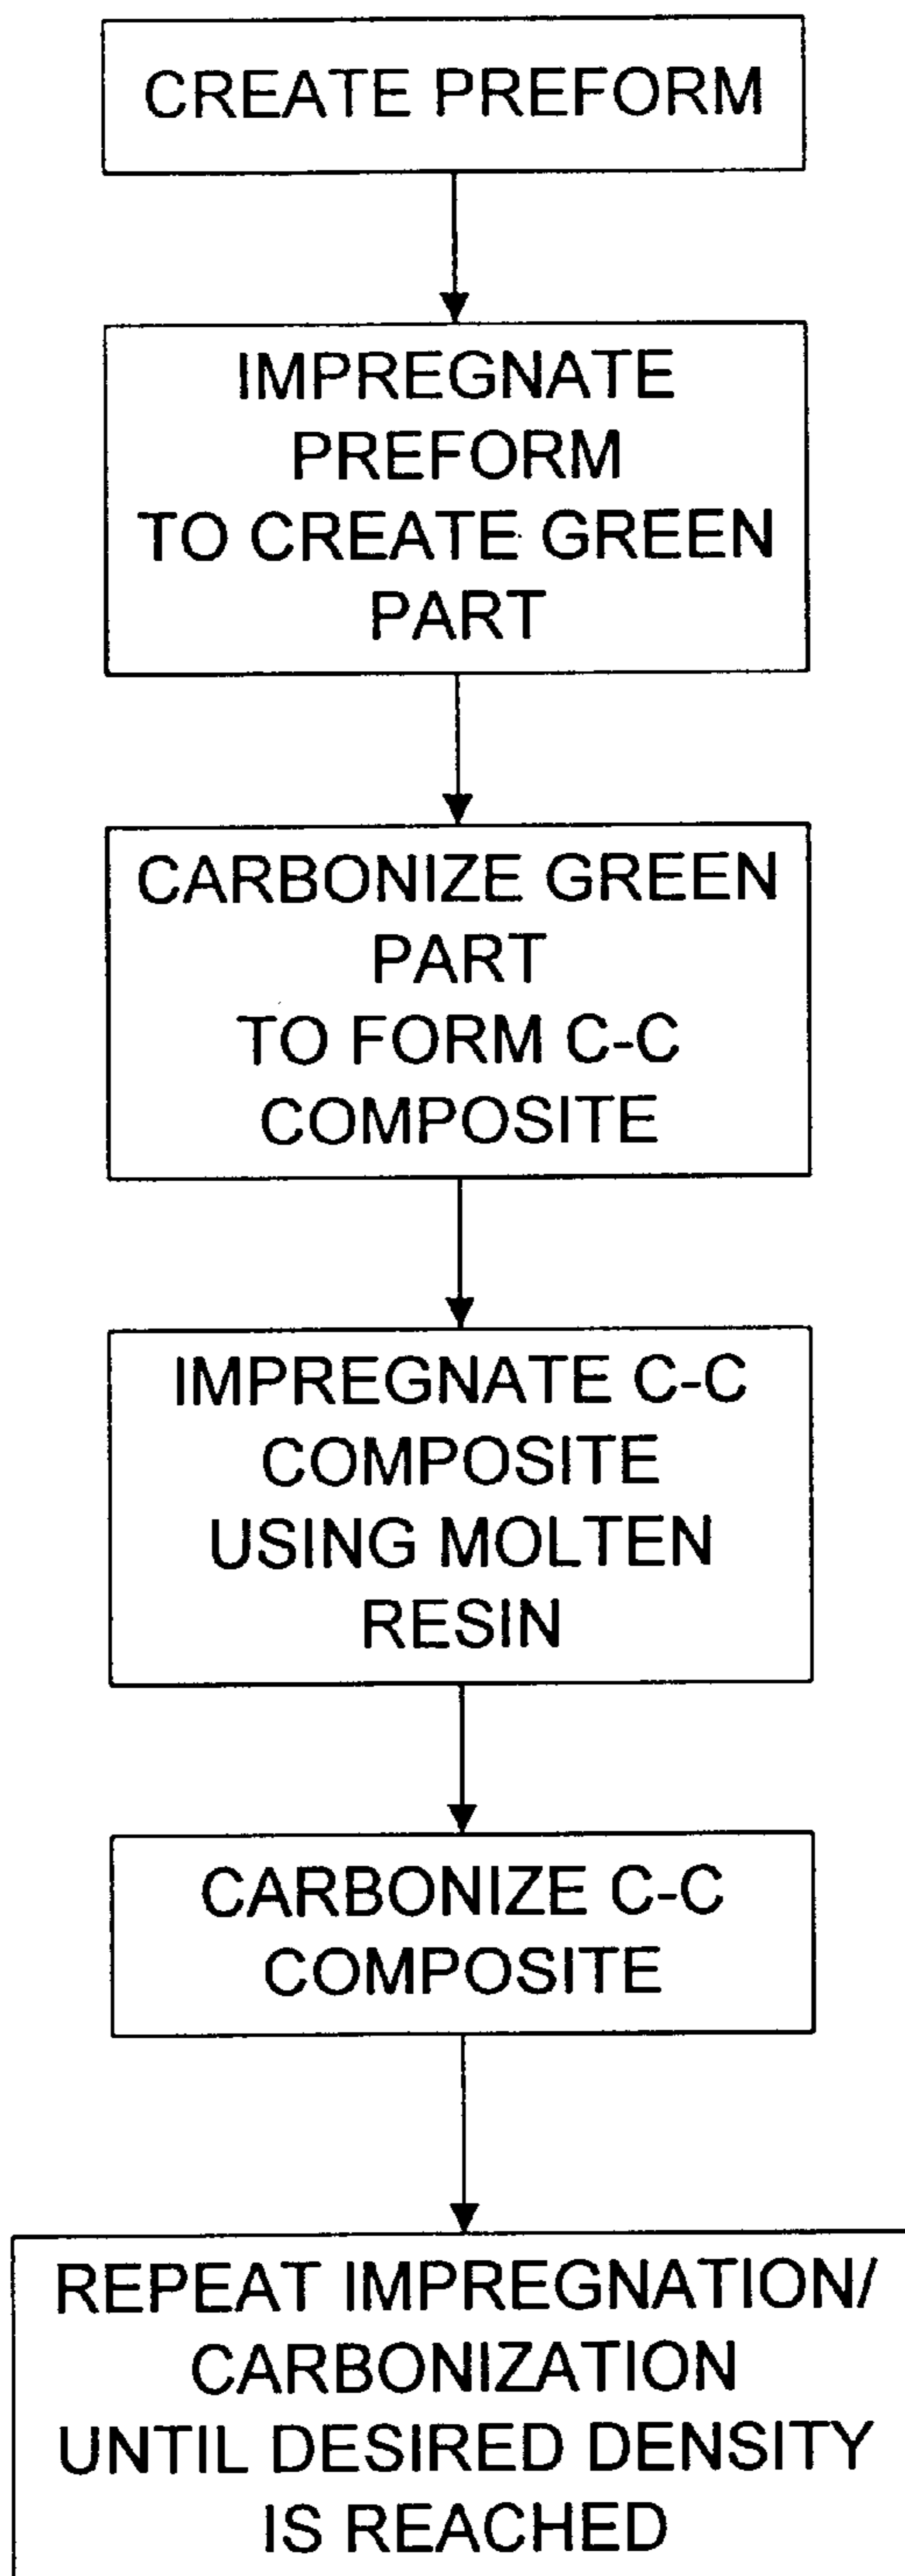 CREATE PREFORM
IMPREGNATE
PREFORM
TO CREATE GREEN
PART
CARBONIZE GREEN
PART
TO FORM C-C
COMPOSITE
IMPREGNATE C-C
COMPOSITE
USING MOLTEN
RESIN
CARBONIZE C-C
COMPOSITE
REPEAT IMPREGNATION/
CARBONIZATION
UNTIL DESIRED DENSITY
IS REACHED